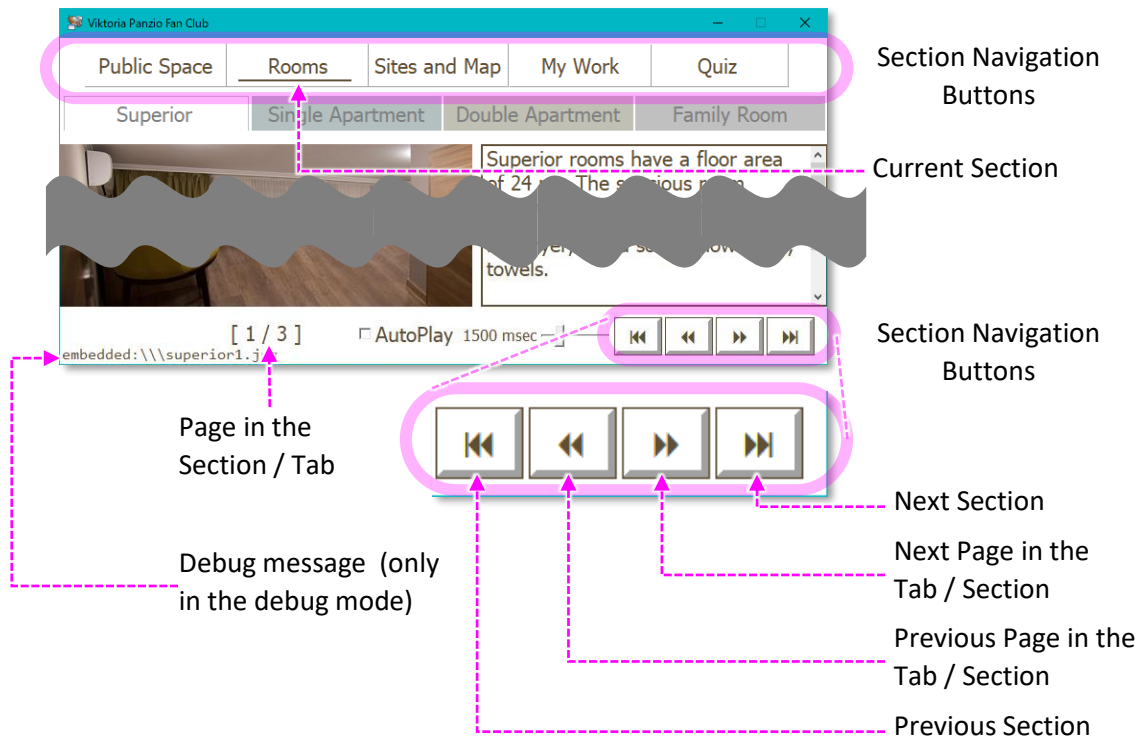 Viktoria Panzio Fan Club
Public Space Rooms Sites and Map My Work Quiz
Section Navigation
Buttons
Superior Single Apartment Double Apartment Family Room
Superior rooms have a floor area
of 24 The
Current Section
towels.
[ 1 / 3 ] AutoPlay 1500 msec
embedded:\\\superior1.
Section Navigation
Buttons
Page in the
Section / Tab
Next Section
Debug message (only
in the debug mode)
Next Page in the
Tab / Section
Previous Page in the
Tab / Section
Previous Section